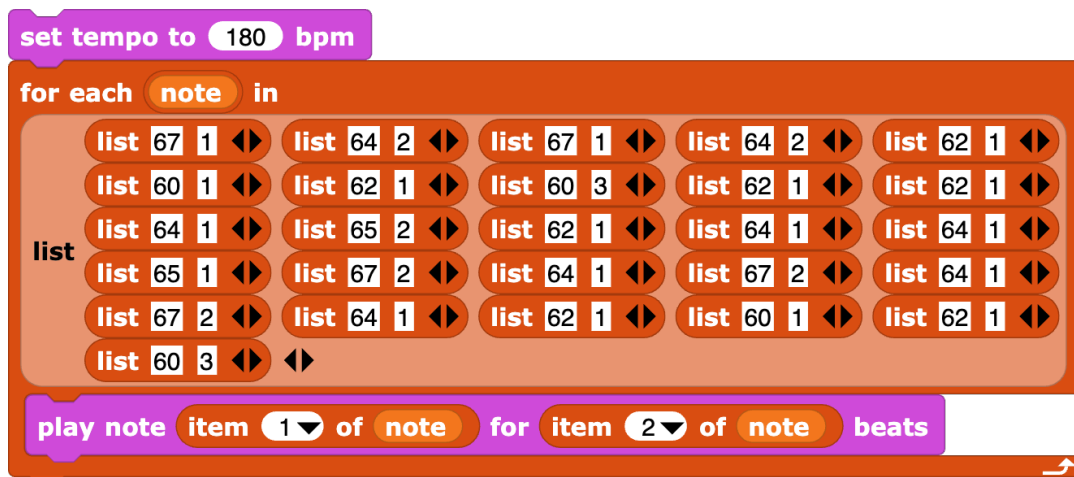 set tempo to 180 bpm
for each note in
list 67 1 list 64 2 list 67 1 list 64 2 list 62 1
list 60 1 list 62 1 list 60 3 list 62 1 list 62 1
list 64 1 list 65 2 list 62 1 list 64 1 list 64 1
list
list 65 1 list 67 2 list 64 1 list 67 2 list 64 1
list 67 2 list 64 1 list 62 1 list 60 1 list 62 1
list 60 3
play note item 1 of note for item 2 of note beats